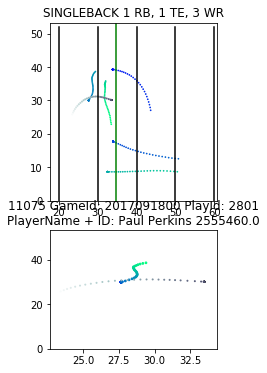 SINGLEBACK 1 RB, 1 TE, 3 WR
50
40
30
20
10
0
20 30 40 50 60
11075 GameId: 2017091800 PlayId: 2801
PlayerName + ID: Paul Perkins 2555460.0
40
20
0
25.0 27.5 30.0 32.5